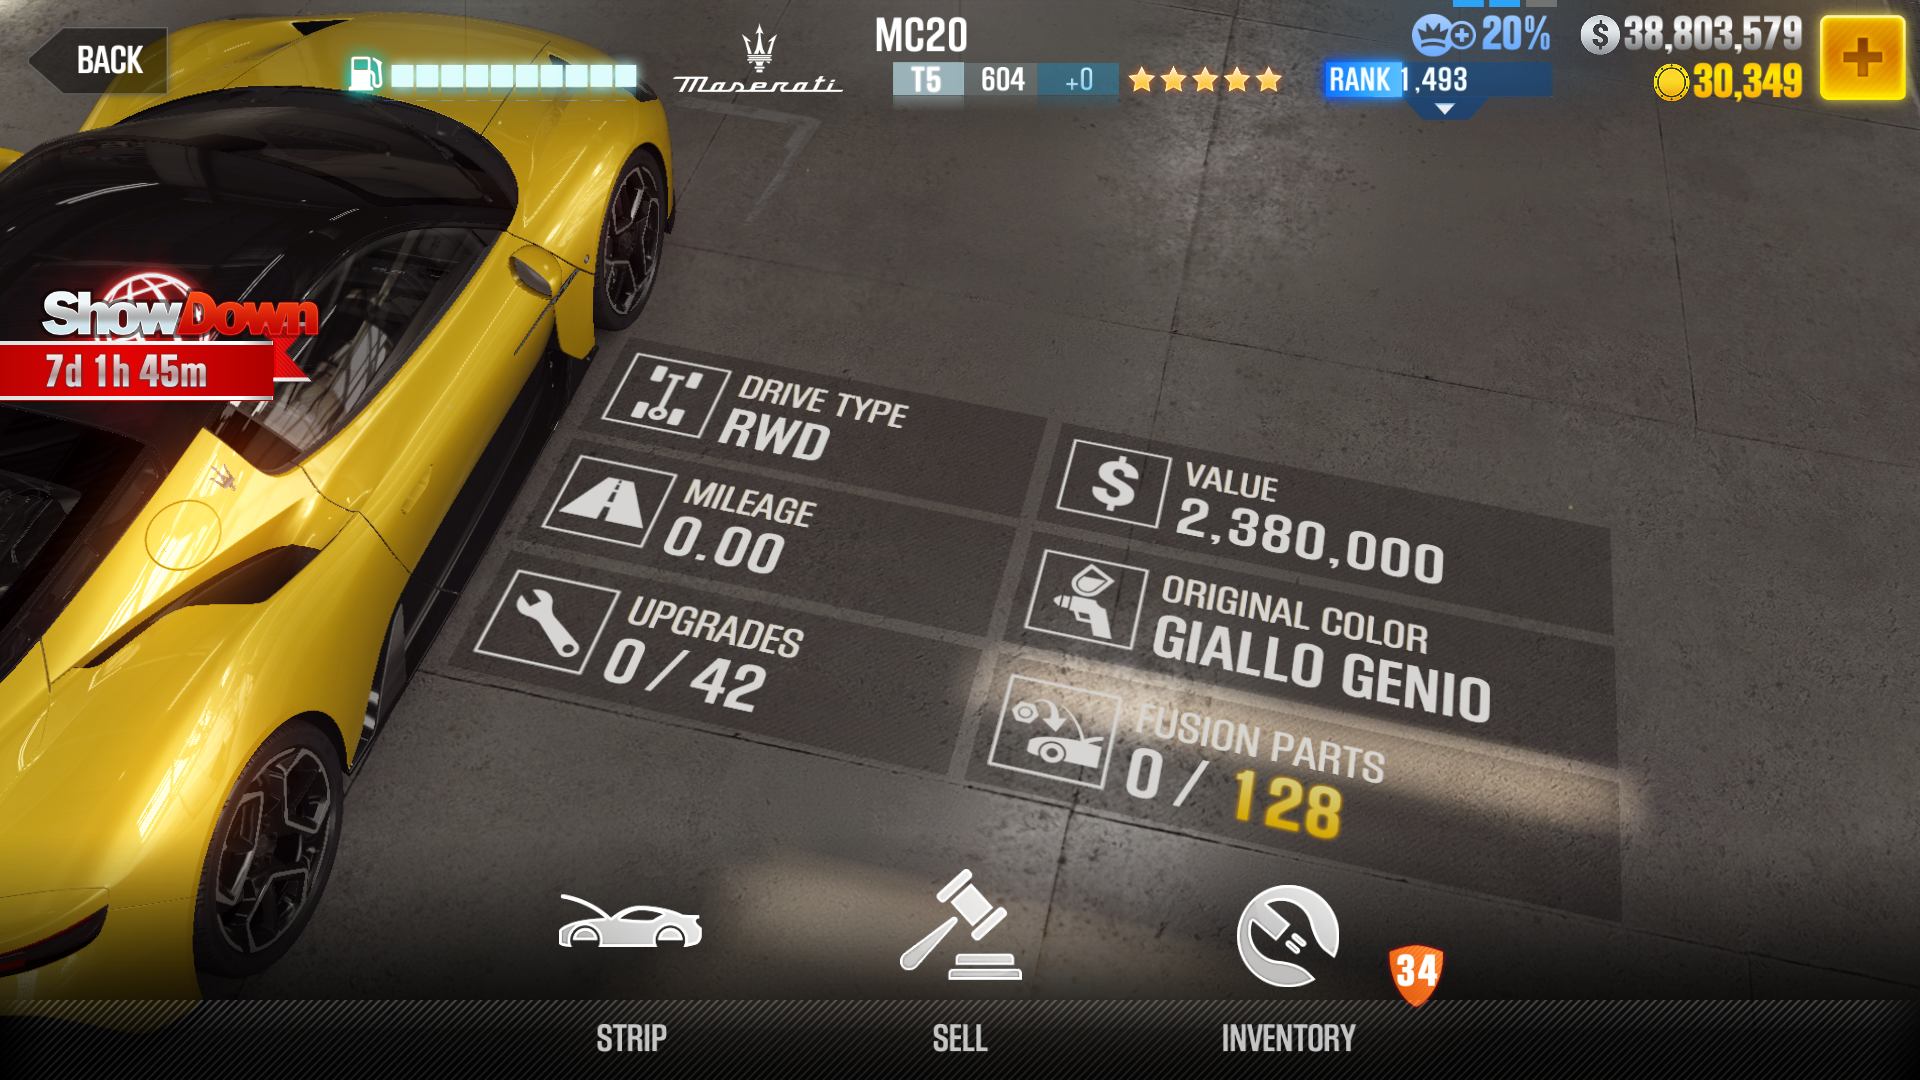 BACK
Maserati
MC20
T5 604 +0
20%
RANK 1,493
38,803,579
30,349
ShowDown
7d 1h 45m
DRIVE TYPE
RWD
MILEAGE
0.00
UPGRADES
0 / 42
VALUE
2,380,000
ORIGINAL COLOR
GIALLO GENIO
FUSION PARTS
0 / 128
34
STRIP
SELL
INVENTORY